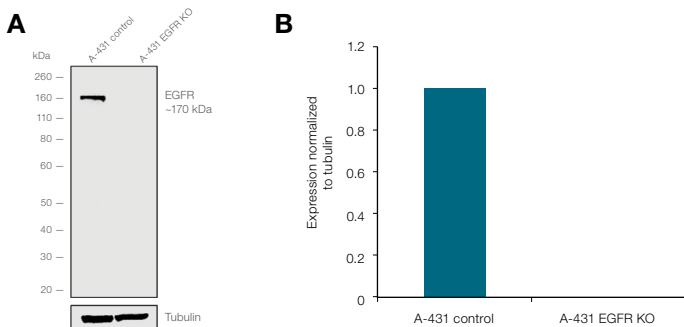 A
kDa
A-431 control
A-431 EGFR KO
260
160
110
80
60
50
40
30
20
EGFR
~170 kDa
Tubulin
B
Expression normalized
to tubulin
1.2
1.0
0.8
0.6
0.4
0.2
0
A-431 control
A-431 EGFR KO